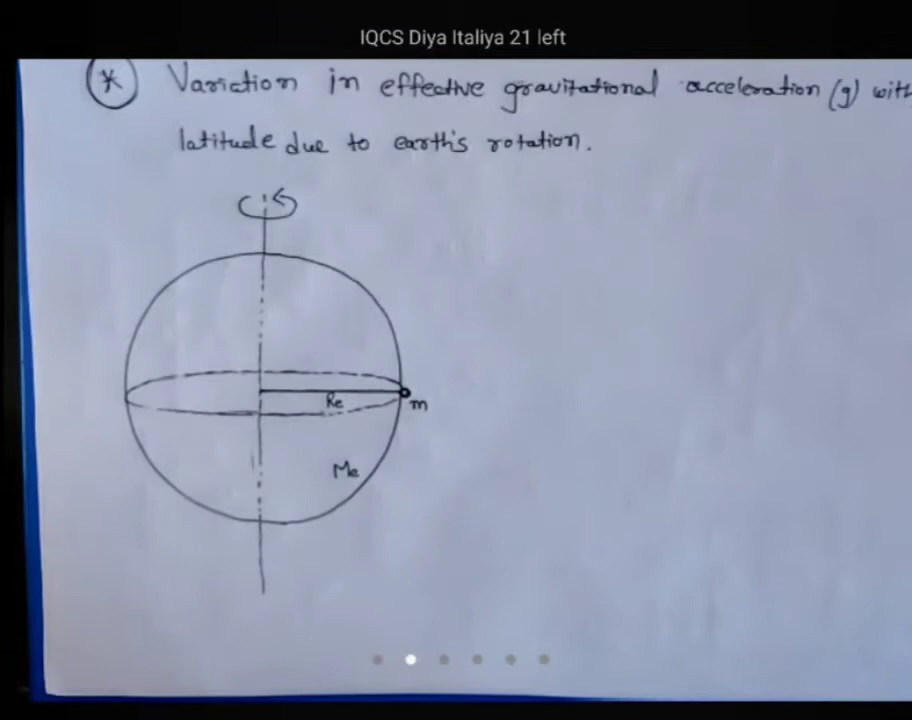 IQCS Diya Italiya 21 left
* Variation in effective gravitational acceleration (g) with
latitude due to earth's rotation.
Re
m
Me